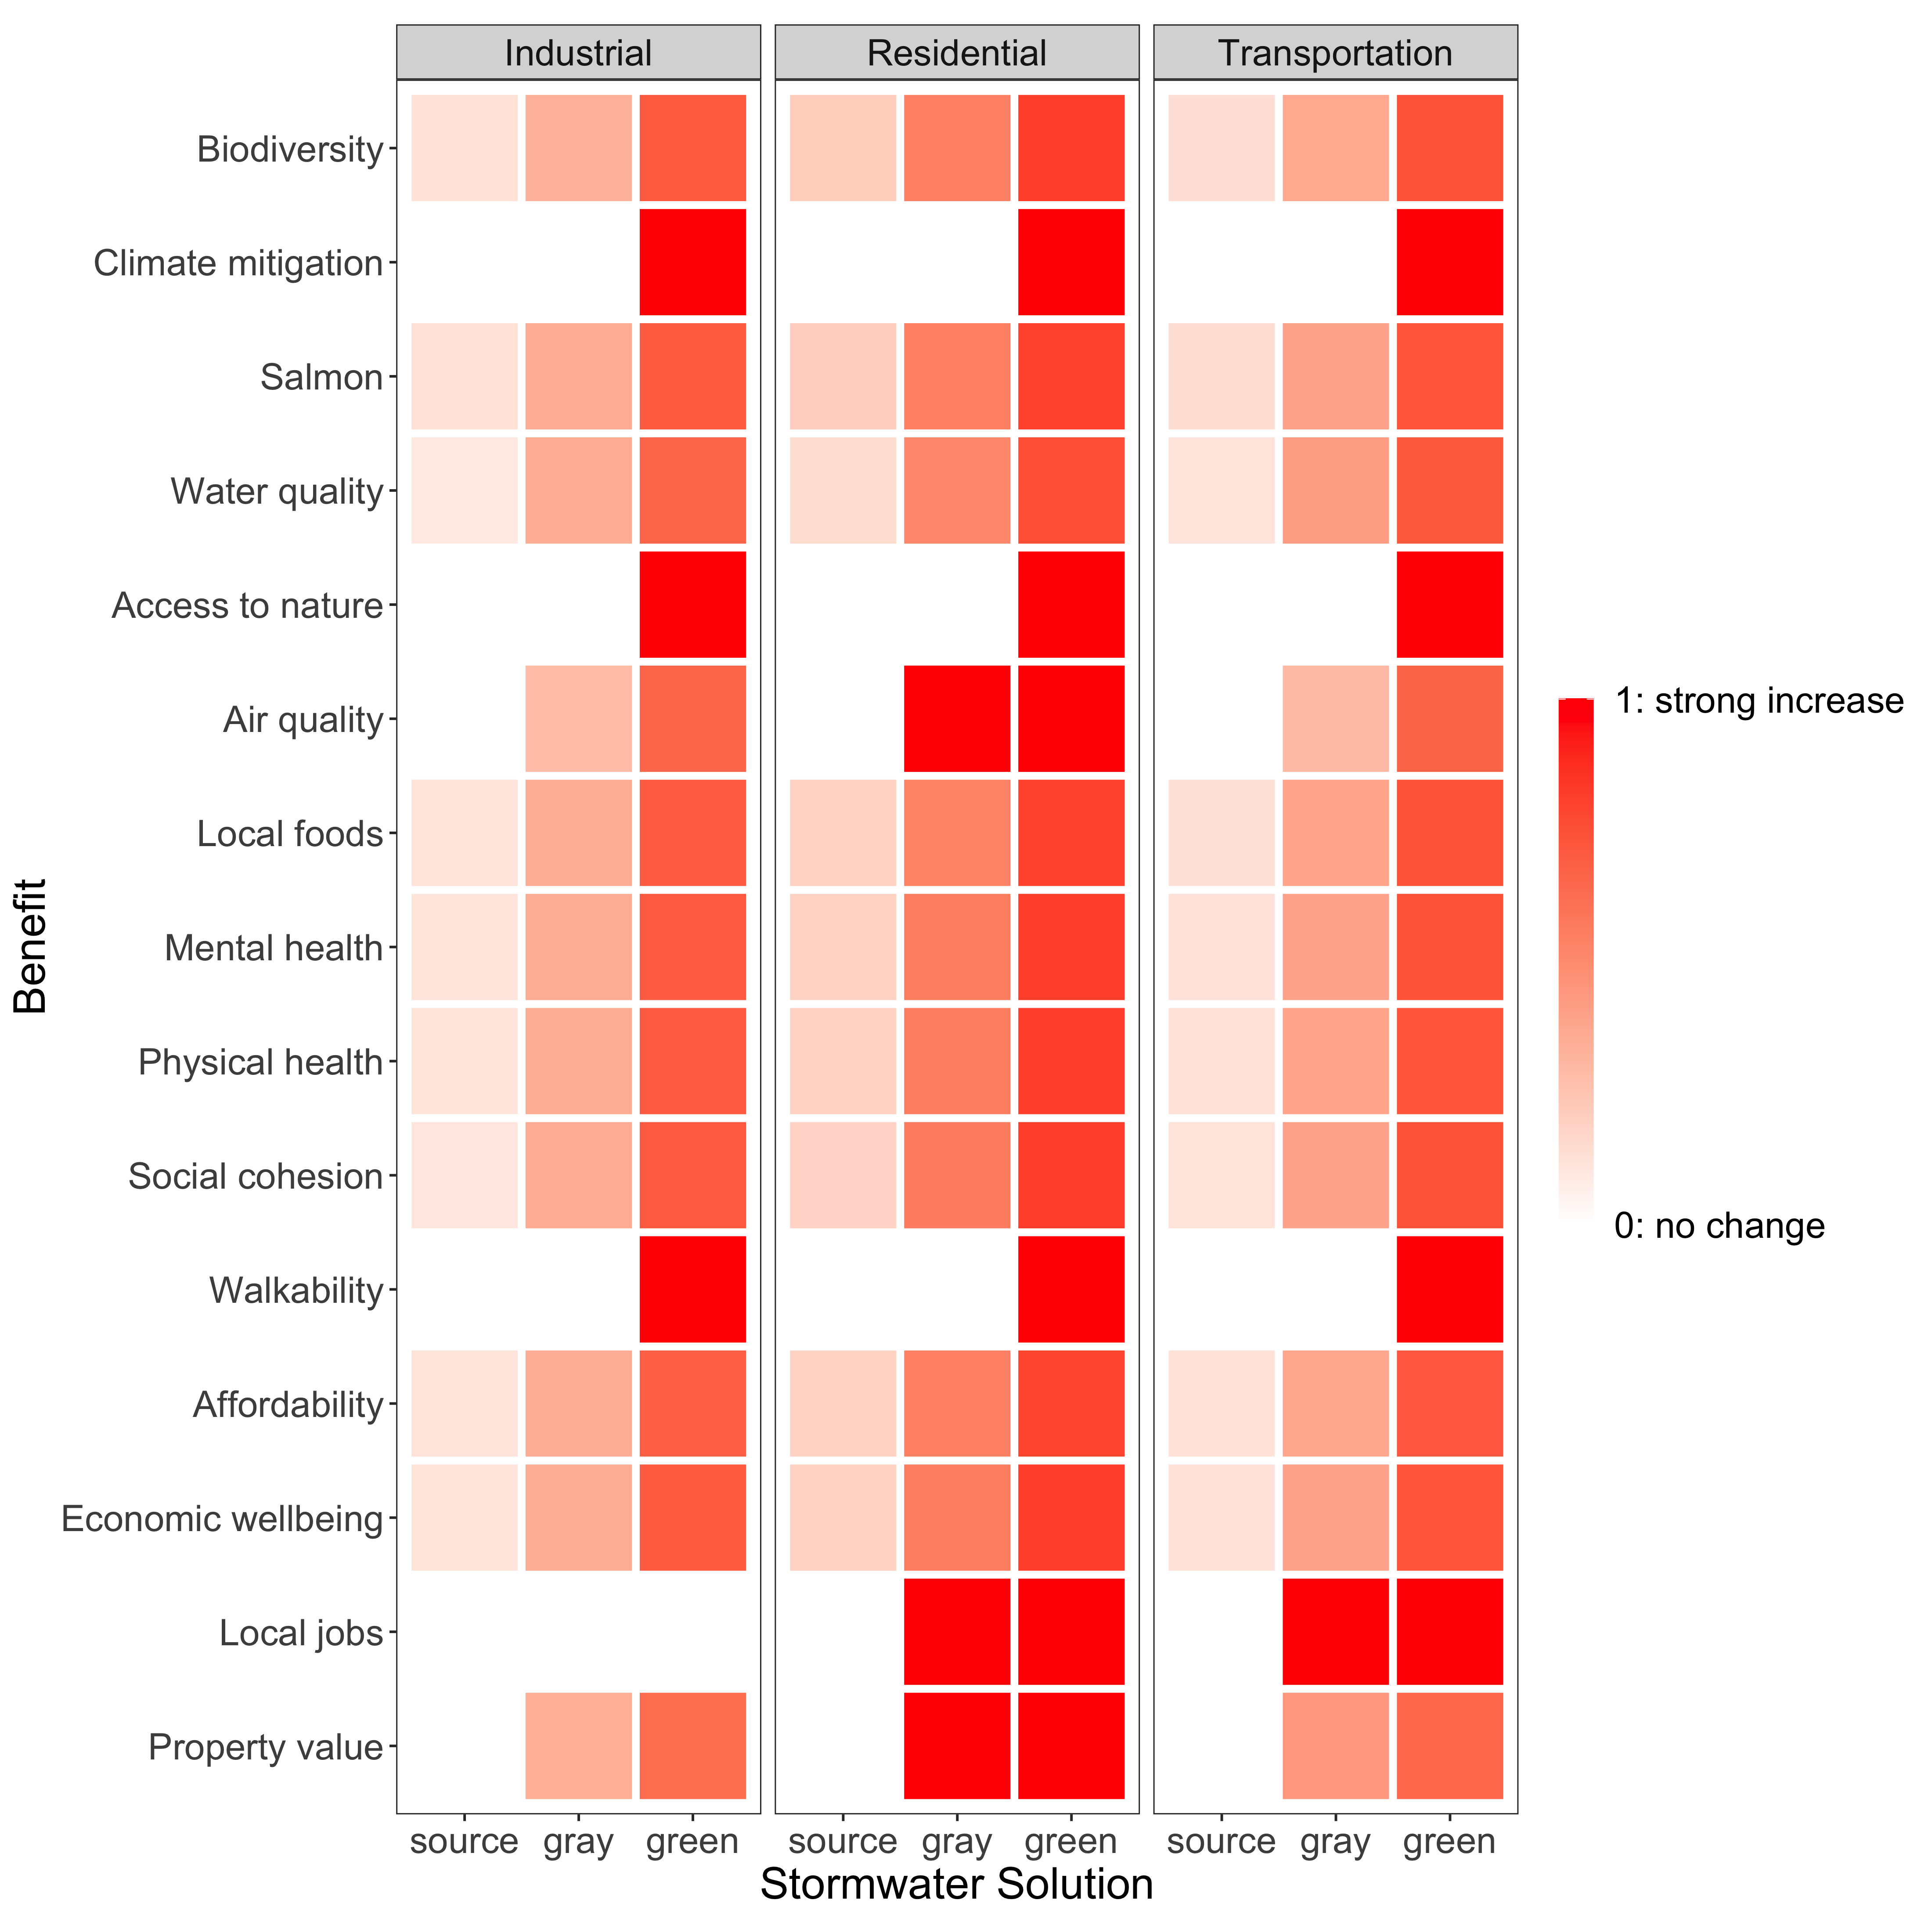 Industrial
Residential
Transportation
Biodiversity
Climate mitigation
Salmon
Water quality
Access to nature
Air quality
Local foods
Mental health
Physical health
Social cohesion
Walkability
Affordability
Economic wellbeing
Local jobs
Property value
Benefit
1: strong increase
0: no change
source gray green
source gray green
source gray green
Stormwater Solution